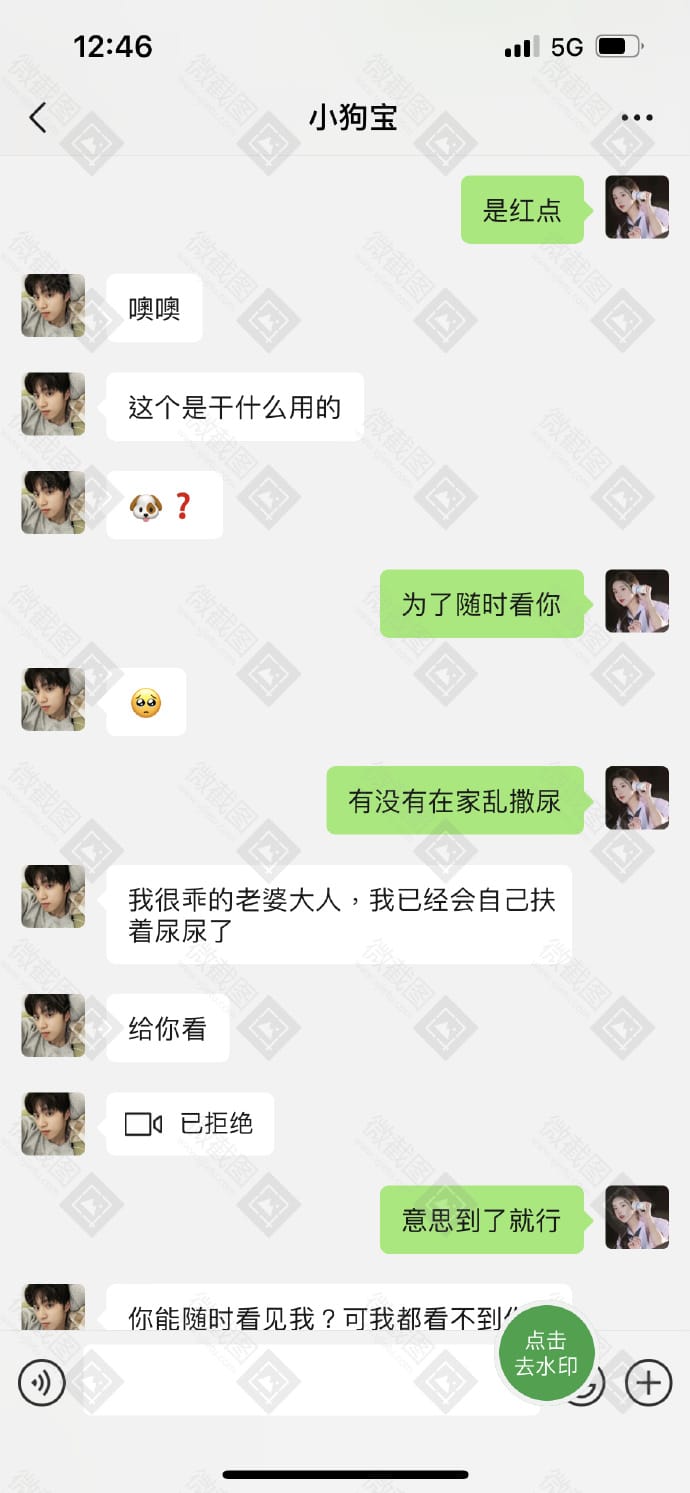 12:46
5G
小狗宝
是红点
噢噢
这个是干什么用的
🐶❓
为了随时看你
🥺
有没有在家乱撒尿
我很乖的老婆大人，我已经会自己扶
着尿尿了
给你看
已拒绝
意思到了就行
你能随时看见我？可我都看不到
点击
去水印
微截图